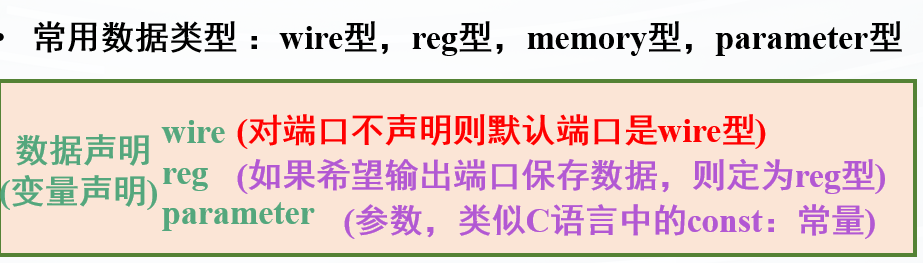 • 常用数据类型：wire型，reg型，memory型，parameter型
数据声明
(变量声明)
wire (对端口不声明则默认端口是wire型)
reg (如果希望输出端口保存数据，则定为reg型)
parameter (参数，类似C语言中的const：常量)